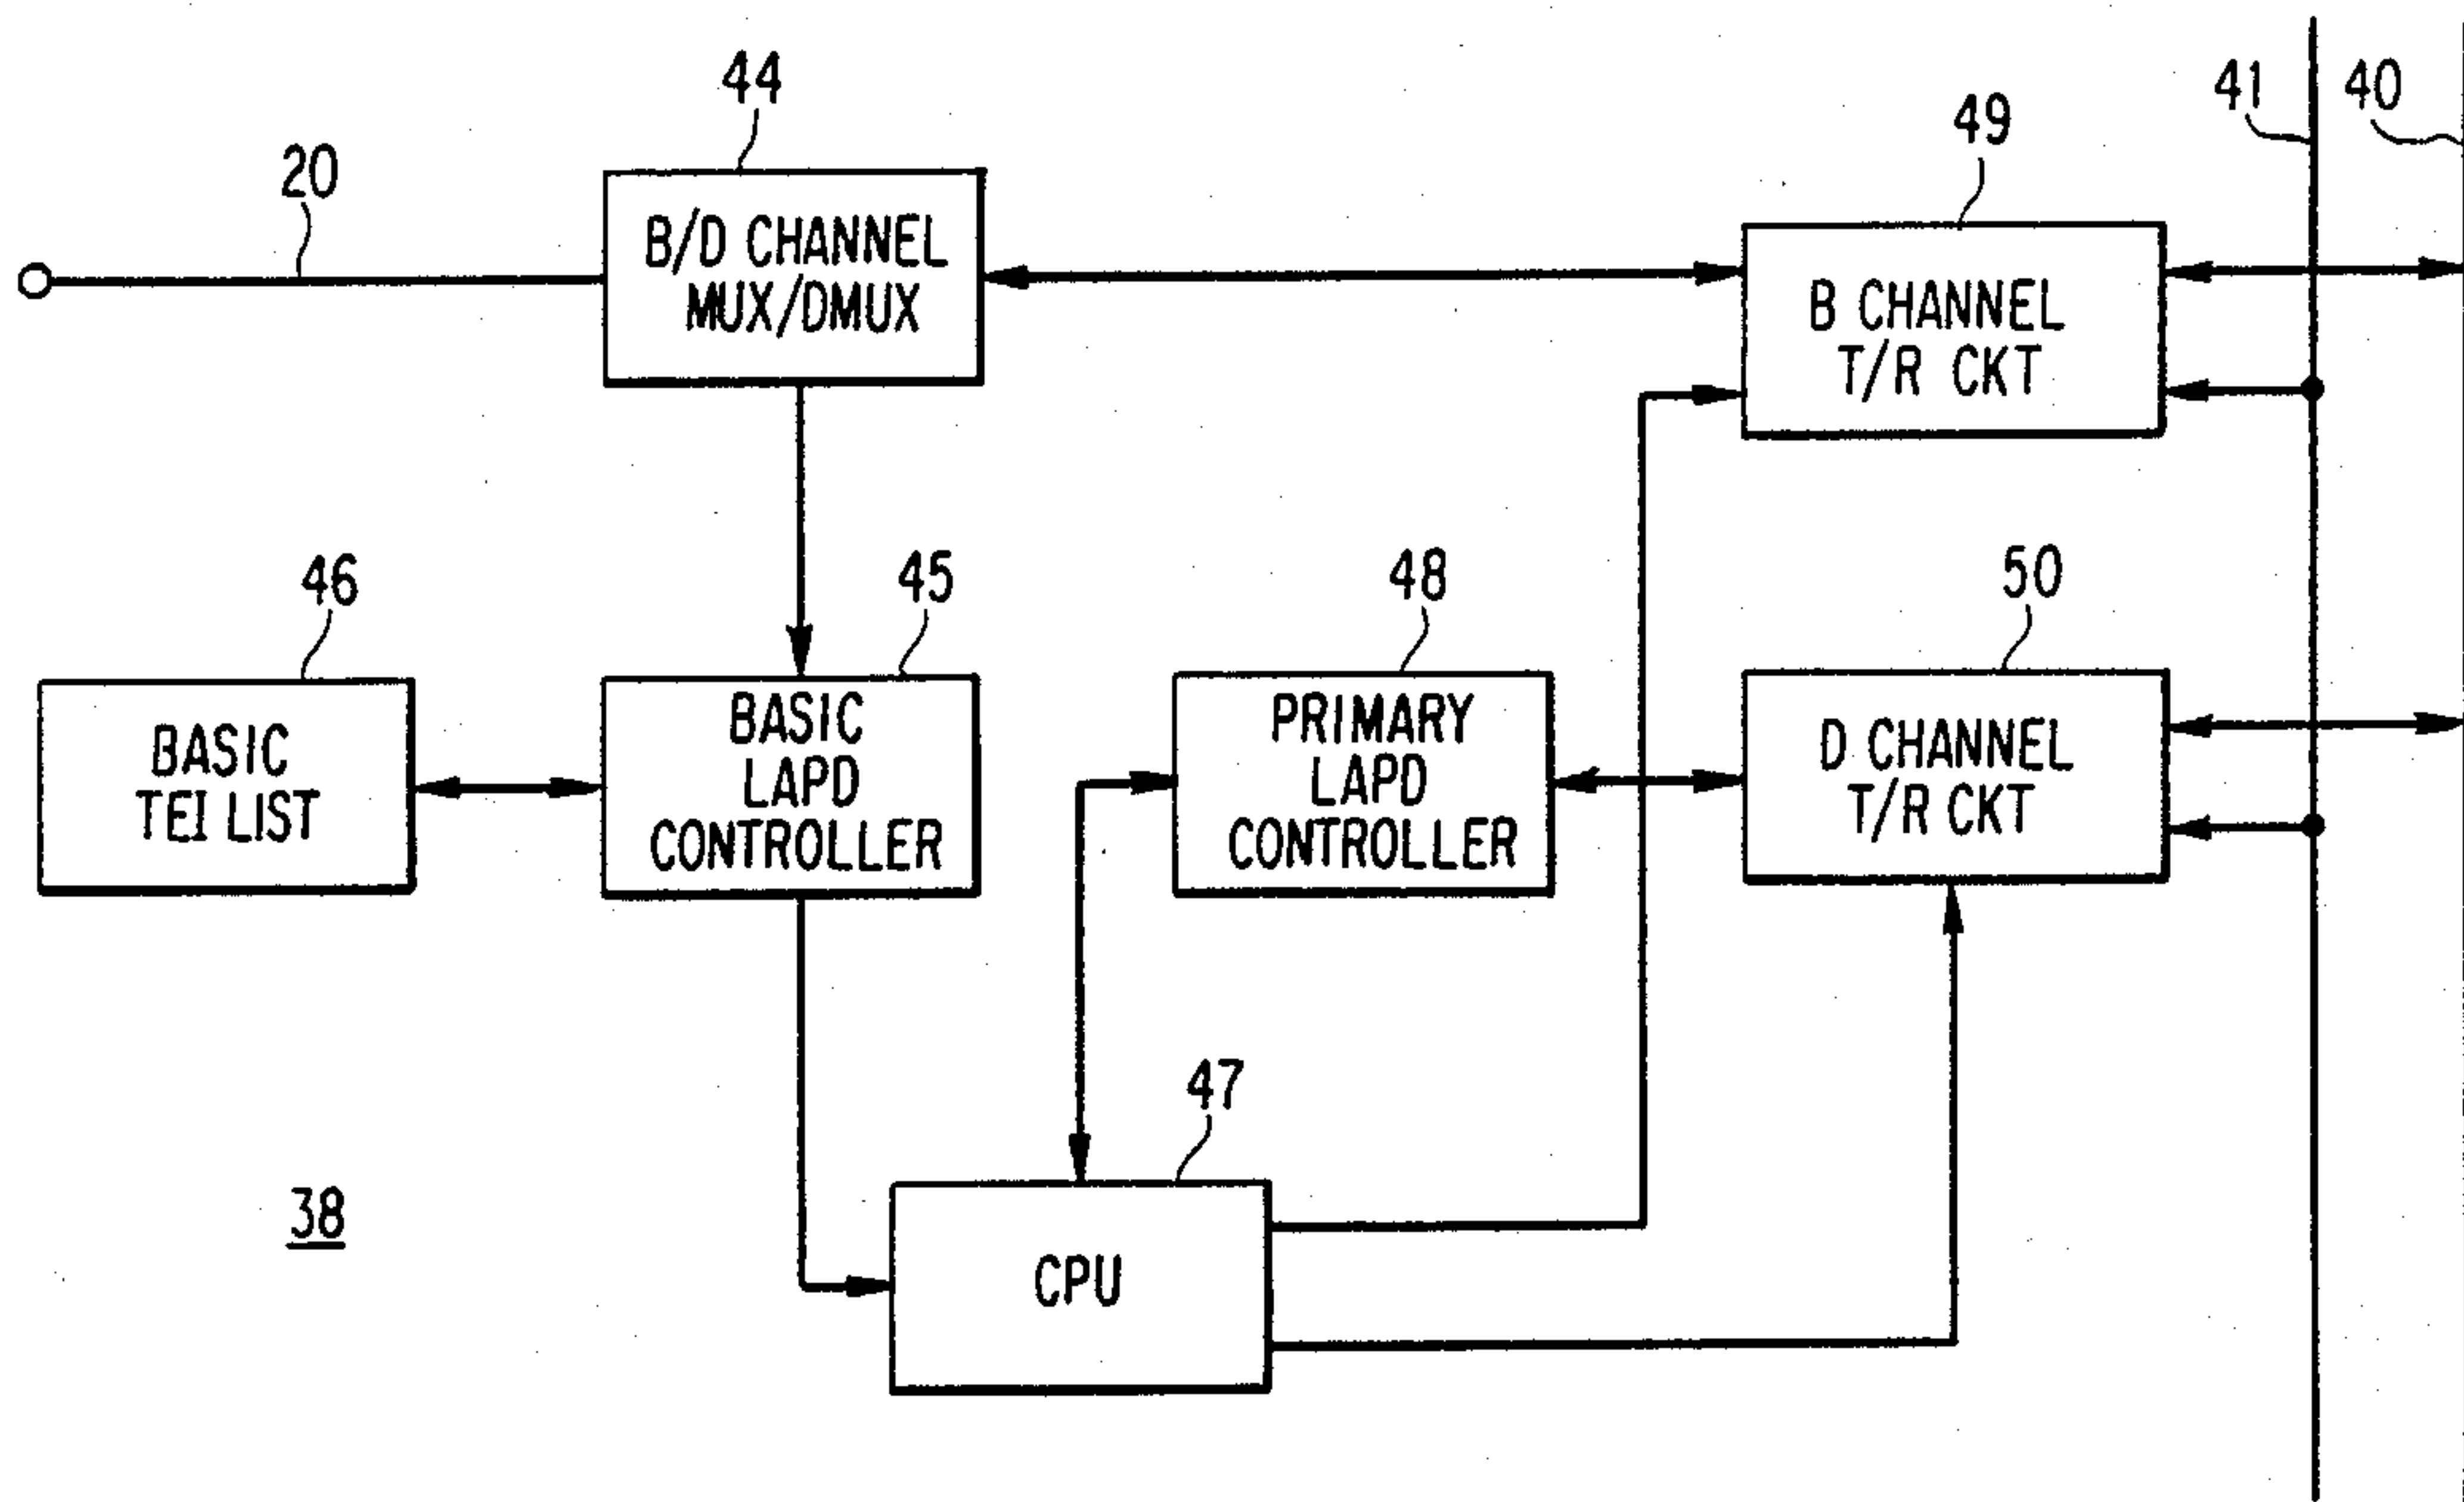 44
41
40
49
20
B/D CHANNEL
MUX/DMUX
B CHANNEL
T/R CKT
46
45
48
50
BASIC
TEI LIST
BASIC
LAPD
CONTROLLER
PRIMARY
LAPD
CONTROLLER
D CHANNEL
T/R CKT
47
38
CPU